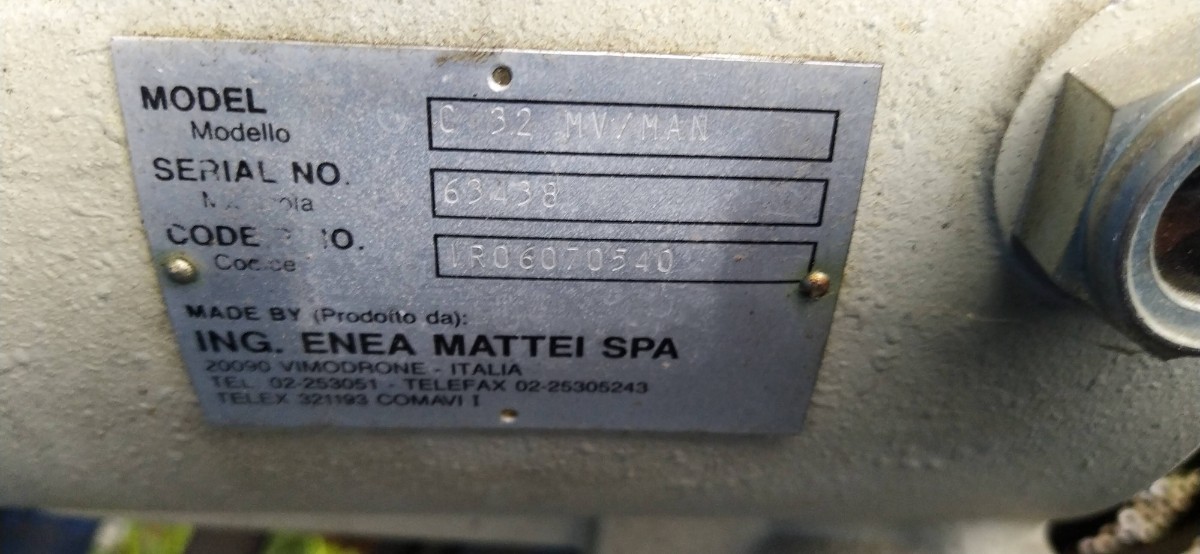 MODEL C 32 MV/MAN
Modello
SERIAL NO. 63438
CODE NO. VR06070540
Codice
MADE BY (Prodotto da):
ING. ENEA MATTEI SPA
20090 VIMODRONE - ITALIA
TEL. 02-253051 - TELEFAX 02-25305243
TELEX 321193 COMAVI I